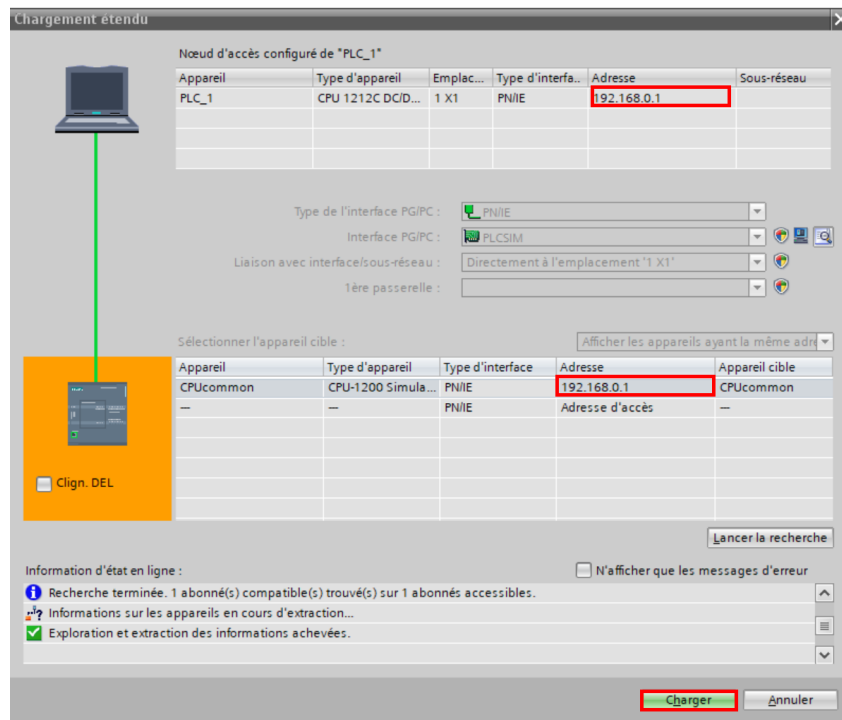 Chargement étendu
Nœud d'accès configuré de "PLC_1"
Appareil Type d'appareil Emplac... Type d'interfa.. Adresse Sous-réseau
PLC_1 CPU 1212C DC/D... 1 X1 PN/IE 192.168.0.1
Type de l'interface PG/PC : PN/IE
Interface PG/PC : PLCSIM
Liaison avec interface/sous-réseau : Directement à l'emplacement '1 X1'
1ère passerelle :
Sélectionner l'appareil cible : Afficher les appareils ayant la même adre
Appareil Type d'appareil Type d'interface Adresse Appareil cible
CPUcommon CPU-1200 Simula... PN/IE 192.168.0.1 CPUcommon
— — PN/IE Adresse d'accès —
Clign. DEL
Lancer la recherche
Information d'état en ligne : N'afficher que les messages d'erreur
Recherche terminée. 1 abonné(s) compatible(s) trouvé(s) sur 1 abonnés accessibles.
Informations sur les appareils en cours d'extraction...
Exploration et extraction des informations achevées.
Charger Annuler